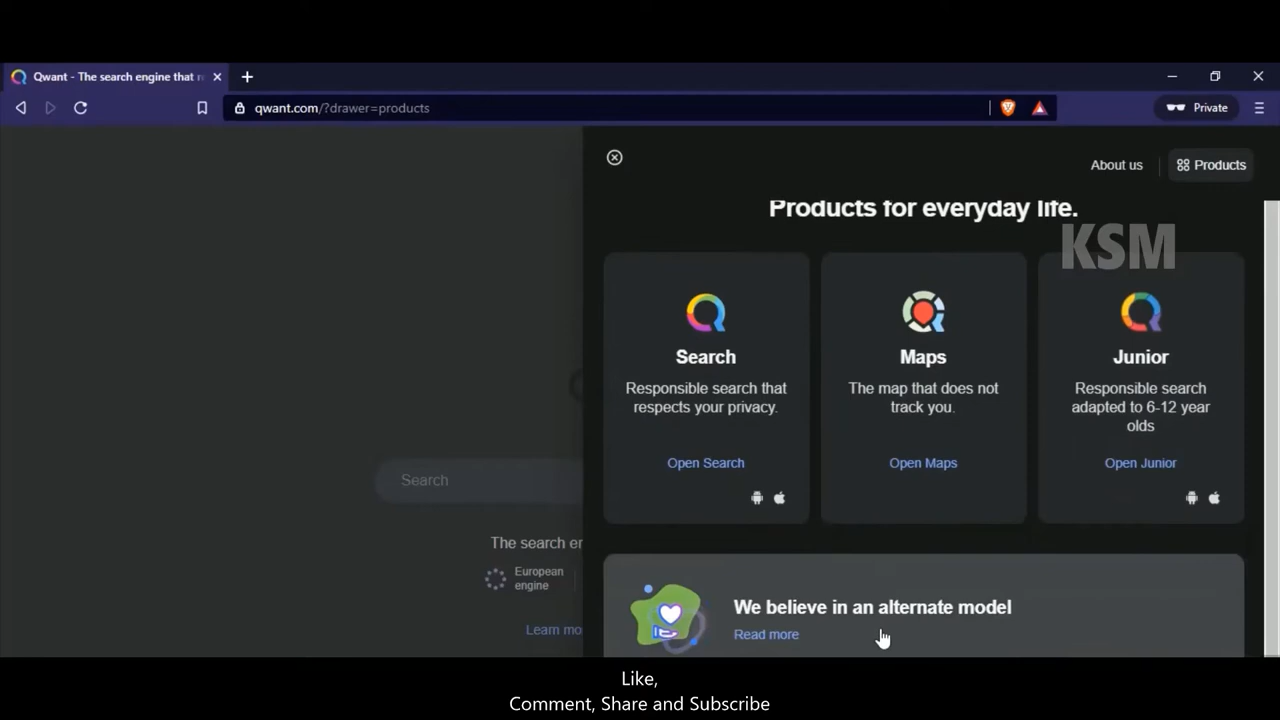 Qwant - The search engine that r
qwant.com/?drawer=products
Private
About us
Products
Products for everyday life.
KSM
Search
Responsible search that
respects your privacy.
Open Search
Maps
The map that does not
track you.
Open Maps
Junior
Responsible search
adapted to 6-12 year
olds
Open Junior
Search
The search en
European
engine
Learn mo
We believe in an alternate model
Read more
Like,
Comment, Share and Subscribe